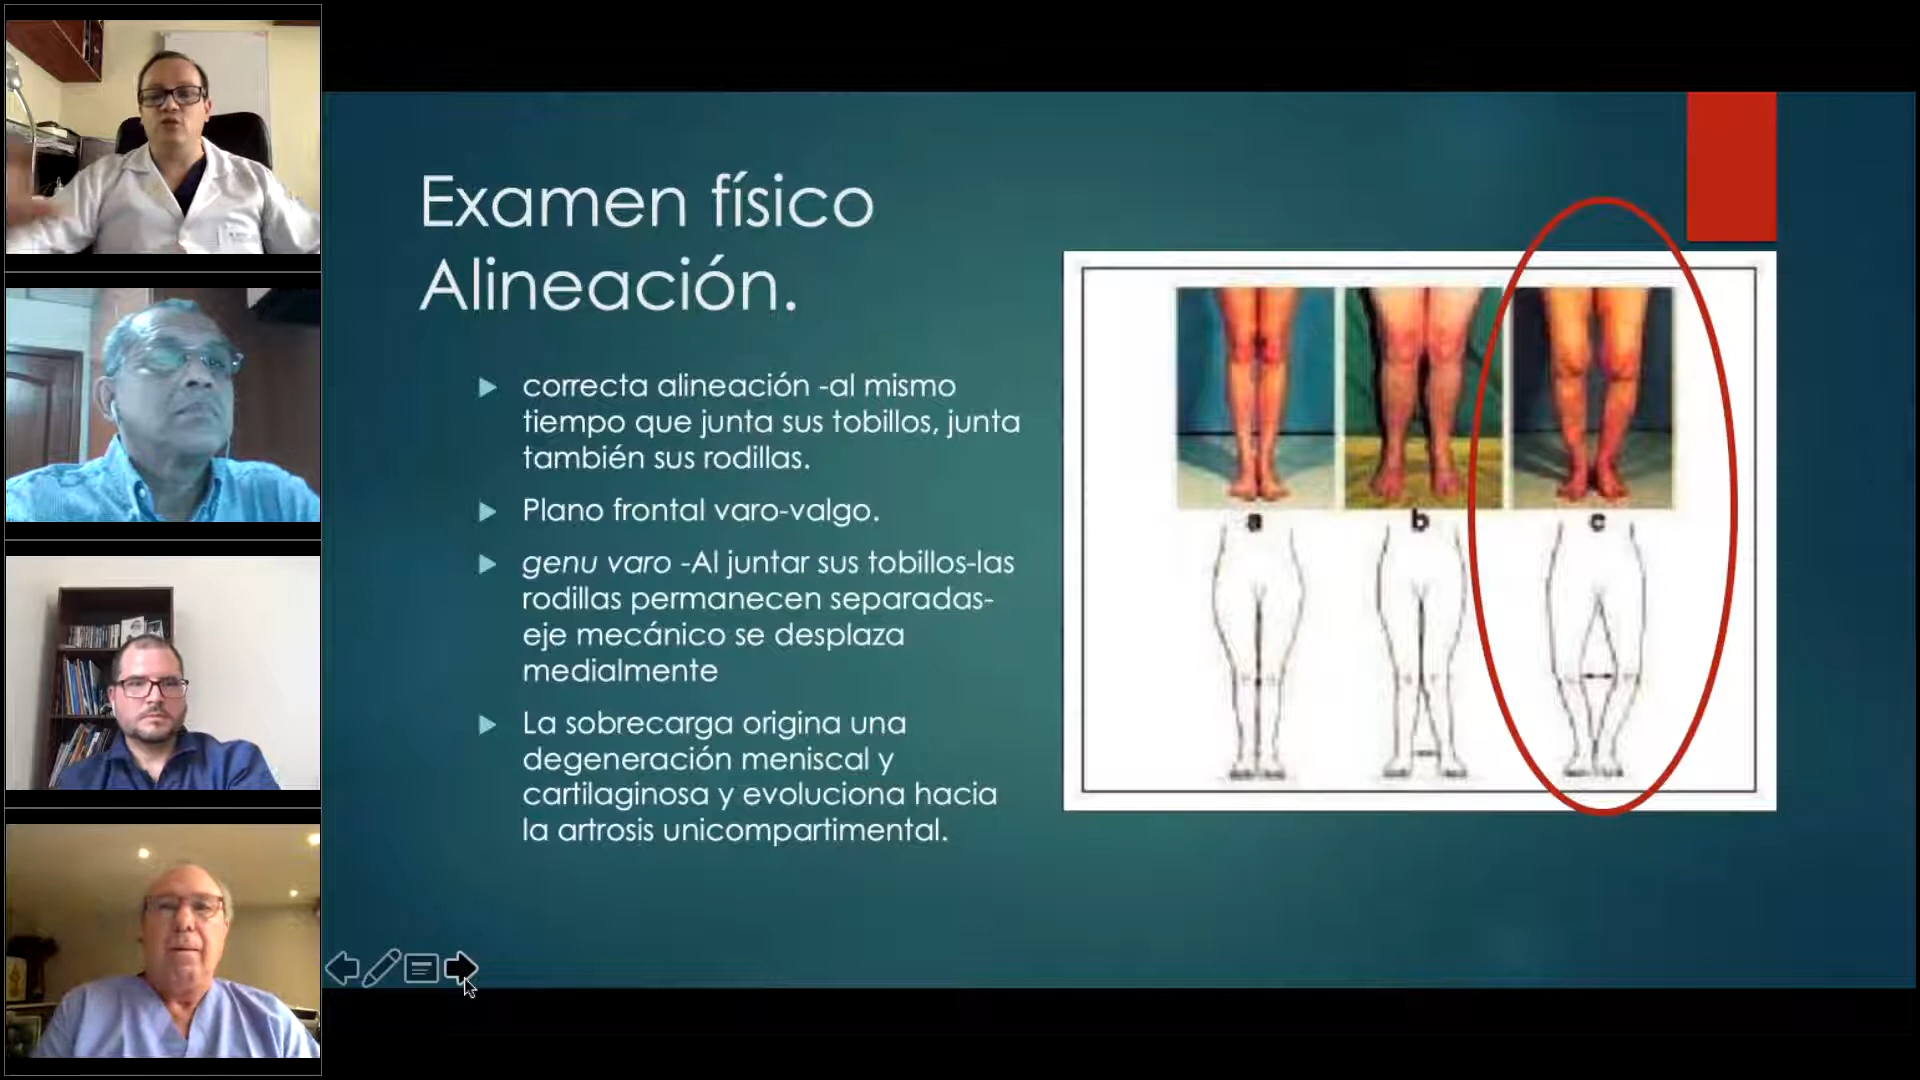 Examen físico
Alineación.
correcta alineación -al mismo
tiempo que junta sus tobillos, junta
también sus rodillas.
Plano frontal varo-valgo.
genu varo -Al juntar sus tobillos-las
rodillas permanecen separadas-
eje mecánico se desplaza
medialmente
La sobrecarga origina una
degeneración meniscal y
cartilaginosa y evoluciona hacia
la artrosis unicompartimental.
a b c